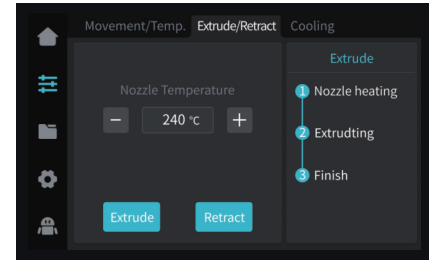 Movement/Temp. Extrude/Retract Cooling
Nozzle Temperature
− 240 °C +
Extrude Retract
Extrude
1 Nozzle heating
2 Extrudting
3 Finish